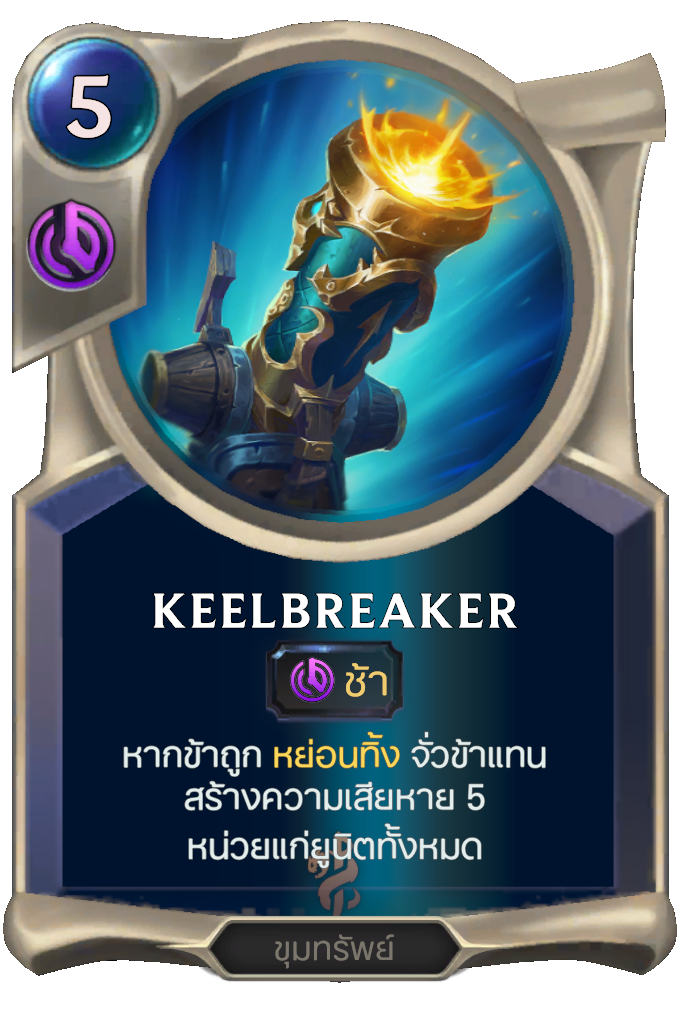 5
KEELBREAKER
ช้า
หากข้าถูก หย่อนทิ้ง จั่วข้าแทน
สร้างความเสียหาย 5
หน่วยแก่ยูนิตทั้งหมด
ขุมทรัพย์